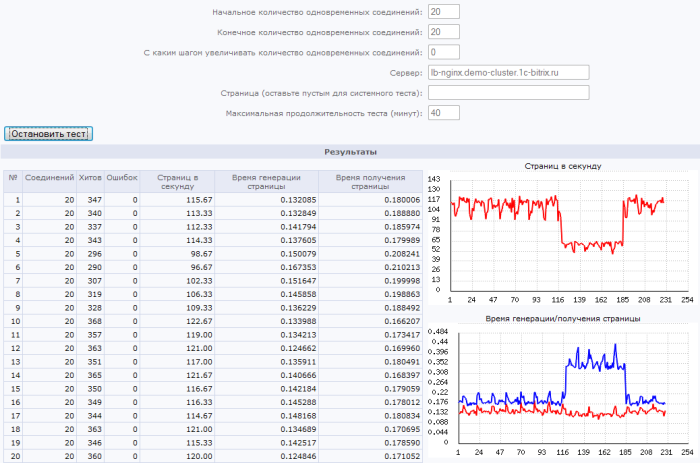 Начальное количество одновременных соединений: 20
Конечное количество одновременных соединений: 20
С каким шагом увеличивать количество одновременных соединений: 0
Сервер: lb-nginx.demo-cluster.1c-bitrix.ru
Страница (оставьте пустым для системного теста):
Максимальная продолжительность теста (минут): 40
Остановить тест
Результаты
№ Соединений Хитов Ошибок Страниц в секунду Время генерации страницы Время получения страницы
1 20 347 0 115.67 0.132085 0.180006
2 20 340 0 113.33 0.132849 0.188880
3 20 337 0 112.33 0.141794 0.185974
4 20 343 0 114.33 0.137605 0.179989
5 20 296 0 98.67 0.150079 0.208241
6 20 290 0 96.67 0.167353 0.210213
7 20 307 0 102.33 0.151647 0.199998
8 20 319 0 106.33 0.145858 0.198863
9 20 328 0 109.33 0.136229 0.188492
10 20 368 0 122.67 0.133988 0.166207
11 20 357 0 119.00 0.134213 0.173417
12 20 363 0 121.00 0.124662 0.169960
13 20 351 0 117.00 0.135911 0.180491
14 20 365 0 121.67 0.140666 0.168397
15 20 350 0 116.67 0.142184 0.179059
16 20 349 0 116.33 0.145288 0.178012
17 20 344 0 114.67 0.148168 0.180834
18 20 363 0 121.00 0.134689 0.170695
19 20 346 0 115.33 0.142517 0.178590
20 20 360 0 120.00 0.124846 0.171052
Страниц в секунду
143
130
117
104
91
78
65
52
39
26
13
0
1 24 47 70 93 116 139 162 185 208 231 254
Время генерации/получения страницы
0.484
0.44
0.396
0.352
0.308
0.264
0.22
0.176
0.132
0.088
0.044
0
1 24 47 70 93 116 139 162 185 208 231 254